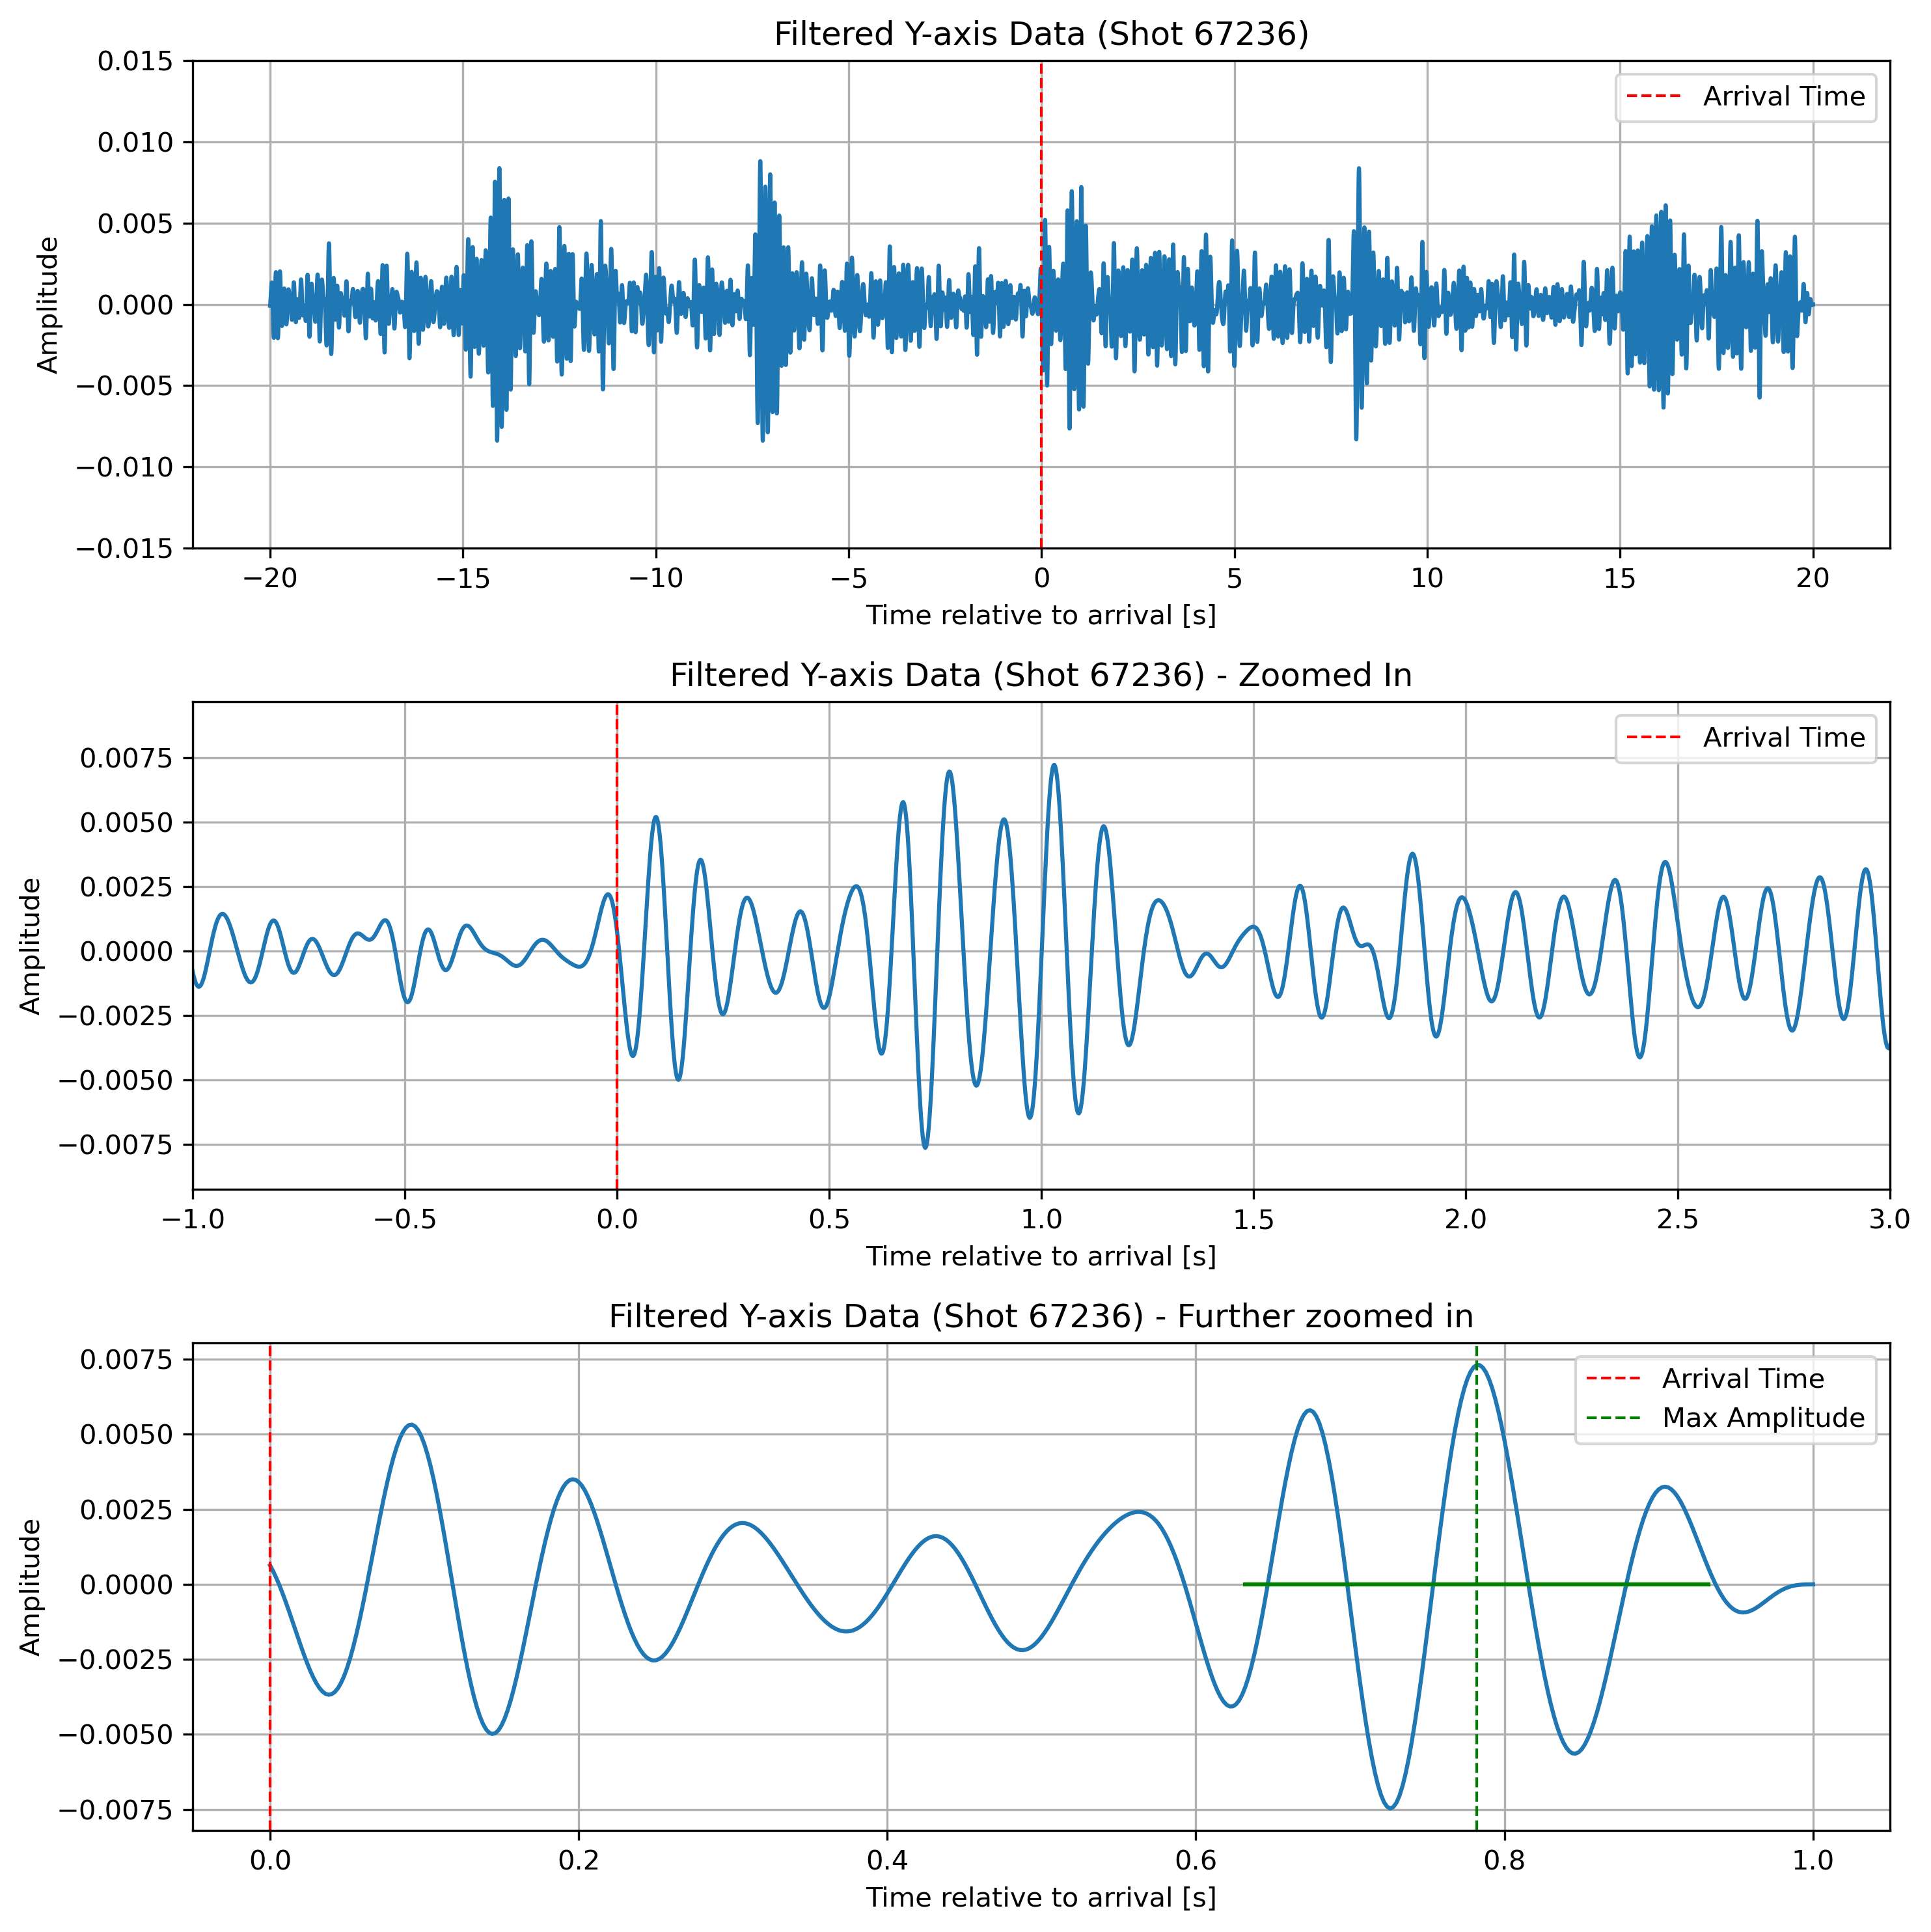 Filtered Y-axis Data (Shot 67236)
0.015
0.010
0.005
0.000
−0.005
−0.010
−0.015
Amplitude
Arrival Time
−20 −15 −10 −5 0 5 10 15 20
Time relative to arrival [s]
Filtered Y-axis Data (Shot 67236) - Zoomed In
0.0075
0.0050
0.0025
0.0000
−0.0025
−0.0050
−0.0075
Amplitude
Arrival Time
−1.0 −0.5 0.0 0.5 1.0 1.5 2.0 2.5 3.0
Time relative to arrival [s]
Filtered Y-axis Data (Shot 67236) - Further zoomed in
0.0075
0.0050
0.0025
0.0000
−0.0025
−0.0050
−0.0075
Amplitude
Arrival Time
Max Amplitude
0.0 0.2 0.4 0.6 0.8 1.0
Time relative to arrival [s]